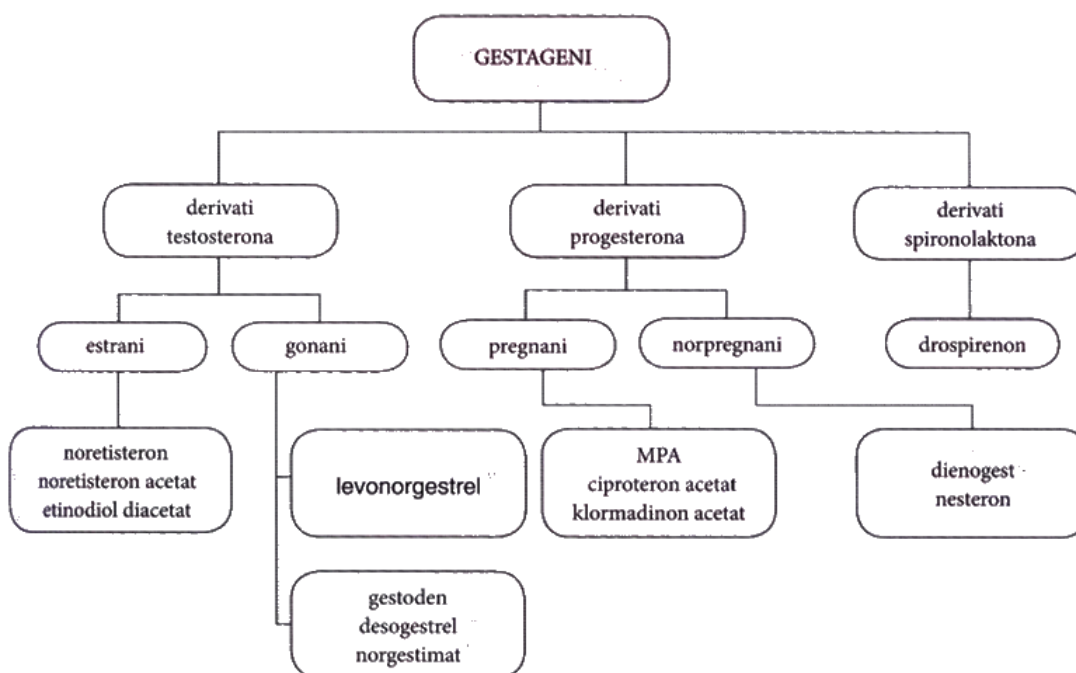 GESTAGENI
derivati
testosterona
derivati
progesterona
derivati
spironolaktona
estrani
gonani
pregnani
norpregnani
drospirenon
noretisteron
noretisteron acetat
etinodiol diacetat
levonorgestrel
MPA
ciproteron acetat
klormadinon acetat
dienogest
nesteron
gestoden
desogestrel
norgestimat